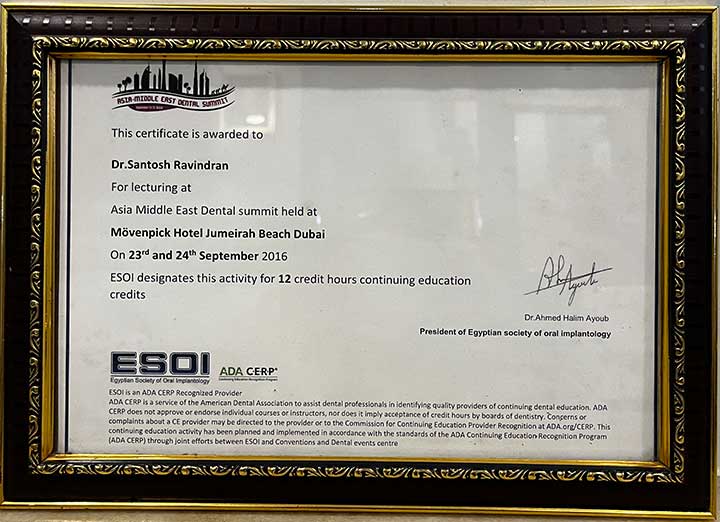 ASIA-MIDDLE EAST DENTAL SUMMIT
This certificate is awarded to
Dr.Santosh Ravindran
For lecturing at
Asia Middle East Dental summit held at
Mövenpick Hotel Jumeirah Beach Dubai
On 23rd and 24th September 2016
ESOI designates this activity for 12 credit hours continuing education
credits
Dr.Ahmed Halim Ayoub
President of Egyptian society of oral implantology
ESOI
Egyptian Society of Oral Implantology
ADA CERP®
Continuing Education Recognition Program
ESOI is an ADA CERP Recognized Provider
ADA CERP is a service of the American Dental Association to assist dental professionals in identifying quality providers of continuing dental education. ADA
CERP does not approve or endorse individual courses or instructors, nor does it imply acceptance of credit hours by boards of dentistry. Concerns or
complaints about a CE provider may be directed to the provider or to the Commission for Continuing Education Provider Recognition at ADA.org/CERP. This
continuing education activity has been planned and implemented in accordance with the standards of the ADA Continuing Education Recognition Program
(ADA CERP) through joint efforts between ESOI and Conventions and Dental events centre